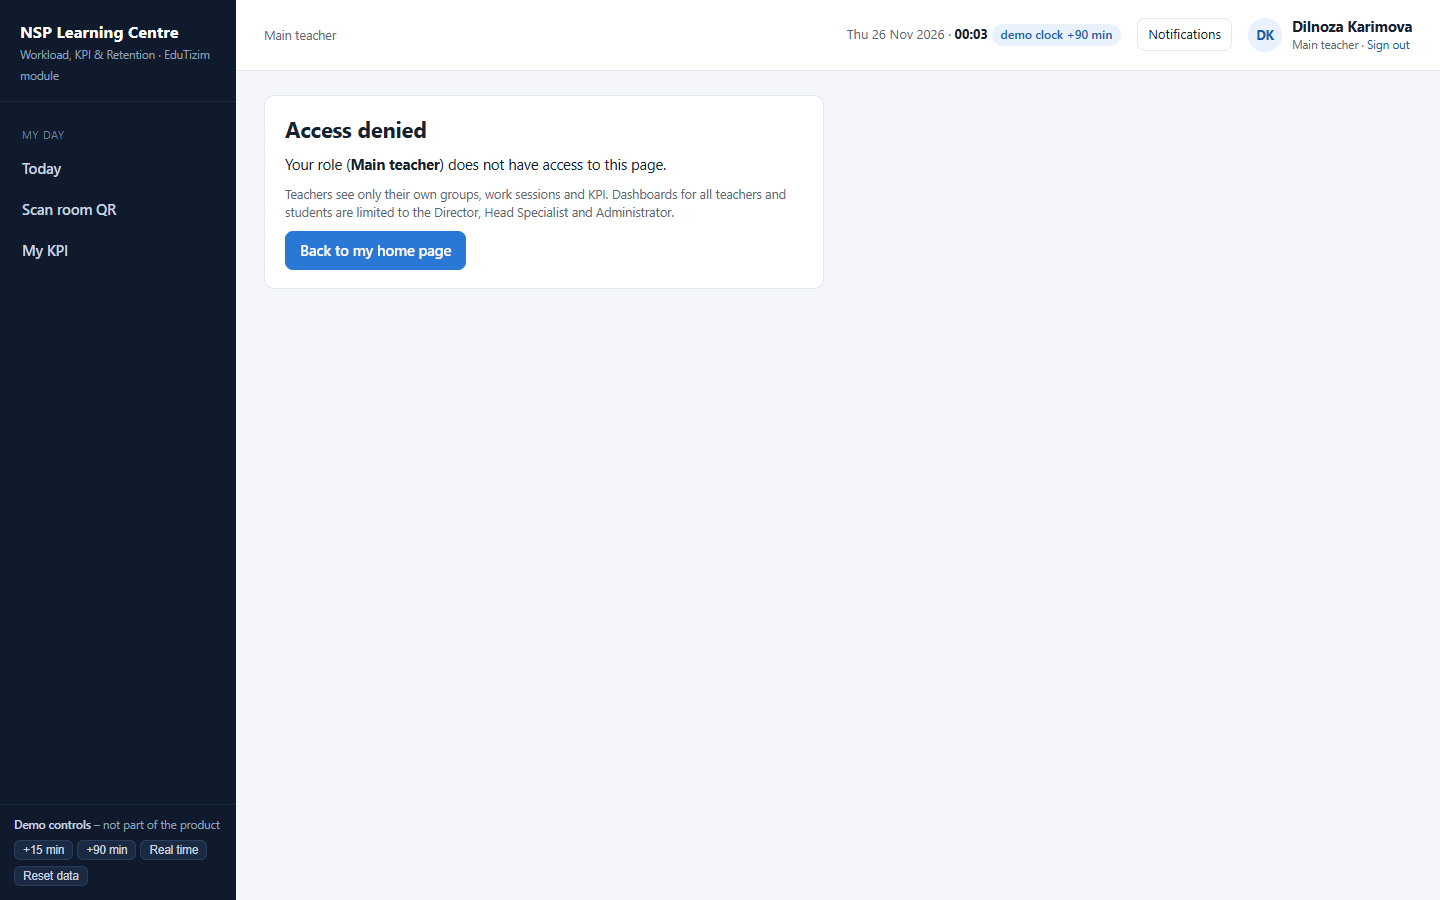 NSP Learning Centre
Workload, KPI & Retention · EduTizim
module
MY DAY
Today
Scan room QR
My KPI
Demo controls – not part of the product
+15 min
+90 min
Real time
Reset data
Main teacher
Thu 26 Nov 2026 · 00:03
demo clock +90 min
Notifications
DK
Dilnoza Karimova
Main teacher · Sign out
Access denied
Your role (Main teacher) does not have access to this page.
Teachers see only their own groups, work sessions and KPI. Dashboards for all teachers and
students are limited to the Director, Head Specialist and Administrator.
Back to my home page